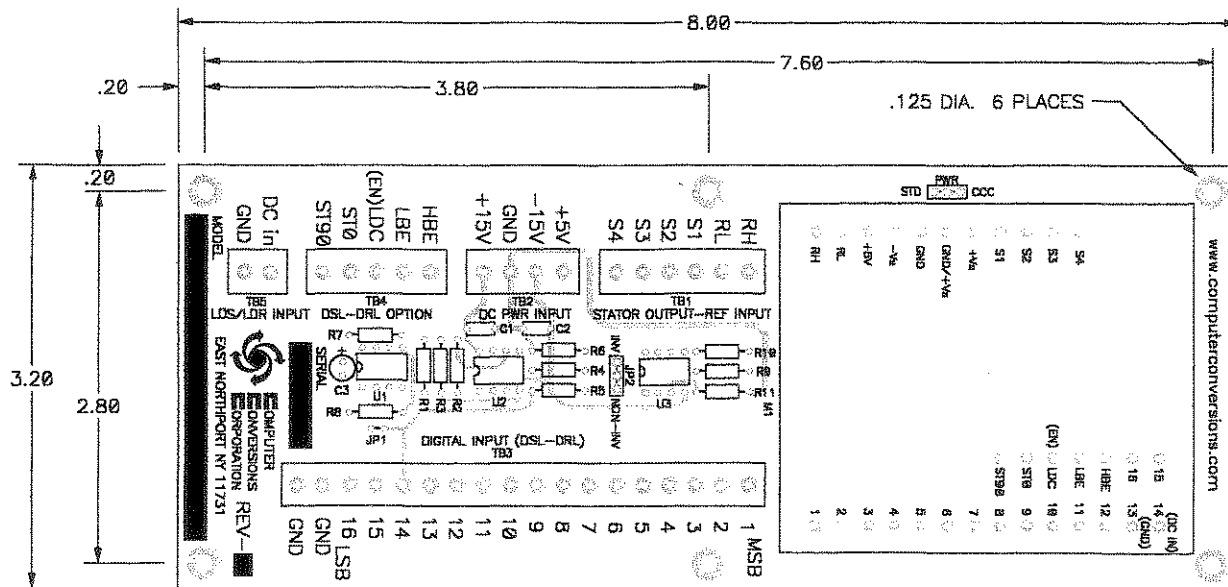 8.00
7.60
.20
3.80
.125 DIA. 6 PLACES
.20
3.20
2.80
MODEL
GND
DC in
TB5
LOS/LDR INPUT
ST90
ST0
(EN)LDC
LBE
HBE
TB4
DSL-DRL OPTION
+15V
GND
-15V
+5V
TB2
DC PWR INPUT
S4
S3
S2
S1
RL
RH
TB1
STATOR OUTPUT-REF INPUT
STD
PWR
CCC
RH
RL
+5V
GND
S1
S2
S3
S4
www.computerconversions.com
SERIAL
R7
+
C3
U1
R8
JP1
R1
R3
R2
C1
C2
U2
R6
R4
R5
INV
JP2
NON-INV
U3
R10
R9
R11
COMPUTER
CONVERSIONS
CORPORATION
EAST NORTHPORT NY 11731
REV-
DIGITAL INPUT (DSL-DRL)
TB3
GND
GND
16 LSB
15
14
13
12
11
10
9
8
7
6
5
4
3
2
1 MSB
1
2
3
4
5
6
7
ST90 8
ST0 9
(EN) LDC 10
LBE 11
HBE 12
16
13 (GND)
15
14 (DC IN)